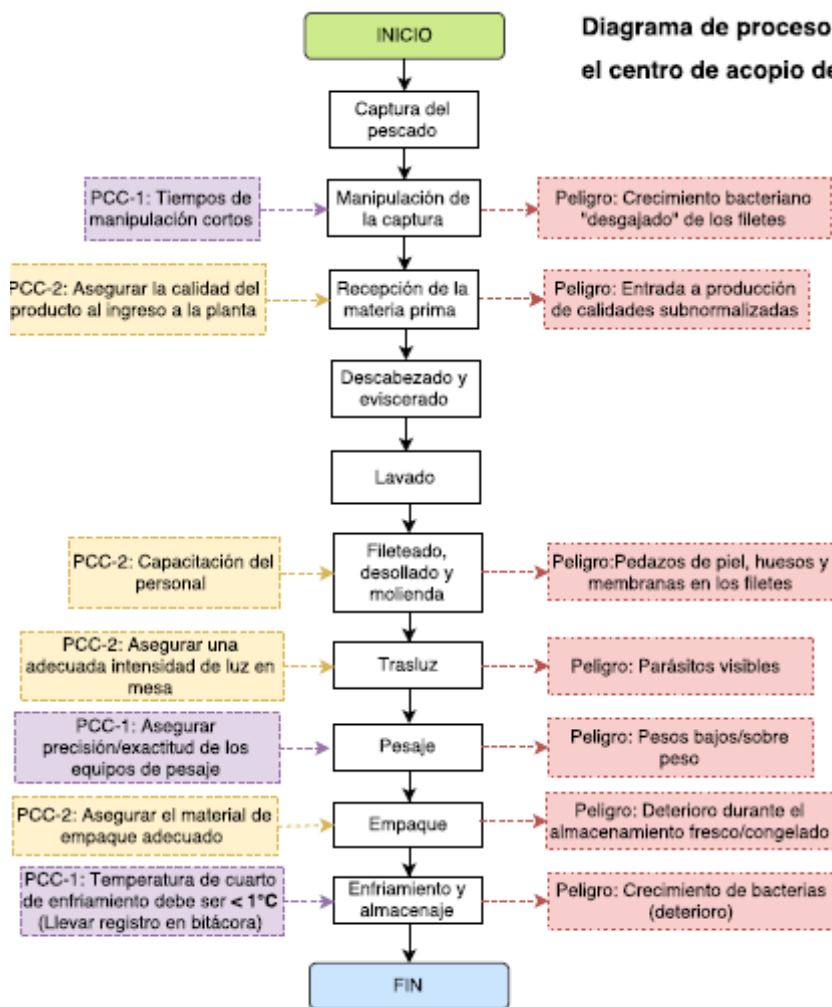 INICIO
Diagrama de proceso
el centro de acopio de
Captura del
pescado
PCC-1: Tiempos de
manipulación cortos
Manipulación de
la captura
Peligro: Crecimiento bacteriano
"desgajado" de los filetes
PCC-2: Asegurar la calidad del
producto al ingreso a la planta
Recepción de la
materia prima
Peligro: Entrada a producción
de calidades subnormalizadas
Descabezado y
eviscerado
Lavado
PCC-2: Capacitación del
personal
Fileteado,
desollado y
molienda
Peligro:Pedazos de piel, huesos y
membranas en los filetes
PCC-2: Asegurar una
adecuada intensidad de luz en
mesa
Trasluz
Peligro: Parásitos visibles
PCC-1: Asegurar
precisión/exactitud de los
equipos de pesaje
Pesaje
Peligro: Pesos bajos/sobre
peso
PCC-2: Asegurar el material de
empaque adecuado
Empaque
Peligro: Deterioro durante el
almacenamiento fresco/congelado
PCC-1: Temperatura de cuarto
de enfriamiento debe ser < 1°C
(Llevar registro en bitácora)
Enfriamiento y
almacenaje
Peligro: Crecimiento de bacterias
(deterioro)
FIN